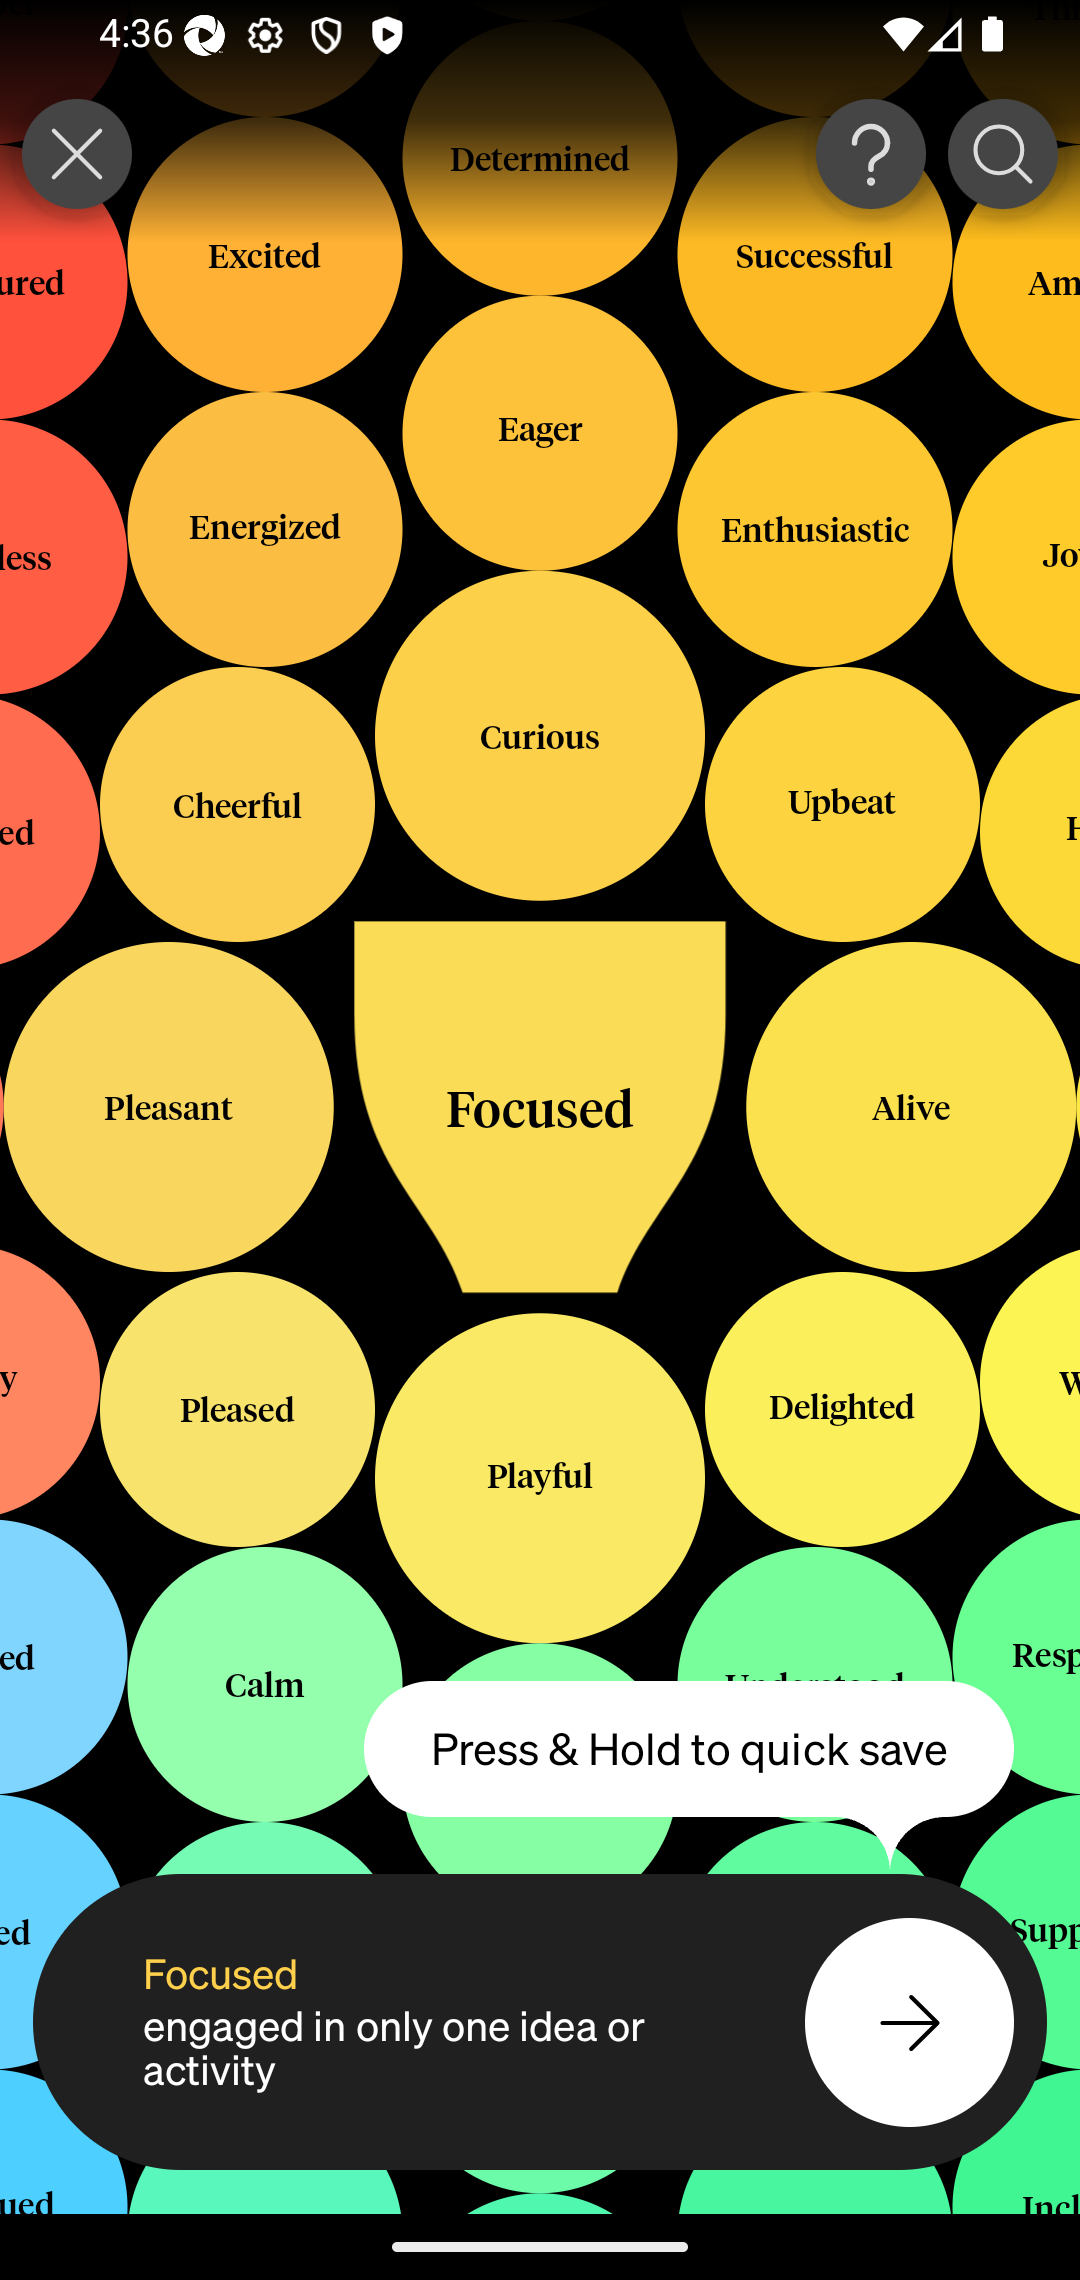 4:36
Determined
Excited
Successful
ured
Am
Eager
Energized
Enthusiastic
less
Jo
Curious
Cheerful
Upbeat
ed
H
Pleasant
Focused
Alive
Pleased
Delighted
y
W
Playful
Calm
Understood
ed
Resp
Press & Hold to quick save
ed
Supp
Focused
engaged in only one idea or
activity
ued
Incl